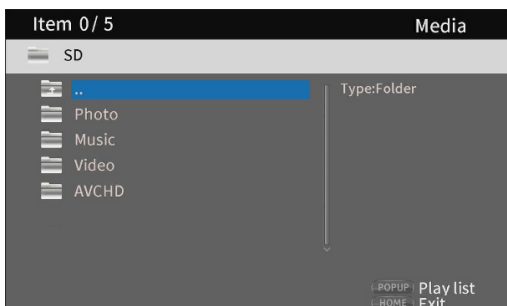 Item 0/ 5
Media
SD
..
Type:Folder
Photo
Music
Video
AVCHD
POPUP Play list
HOME Exit